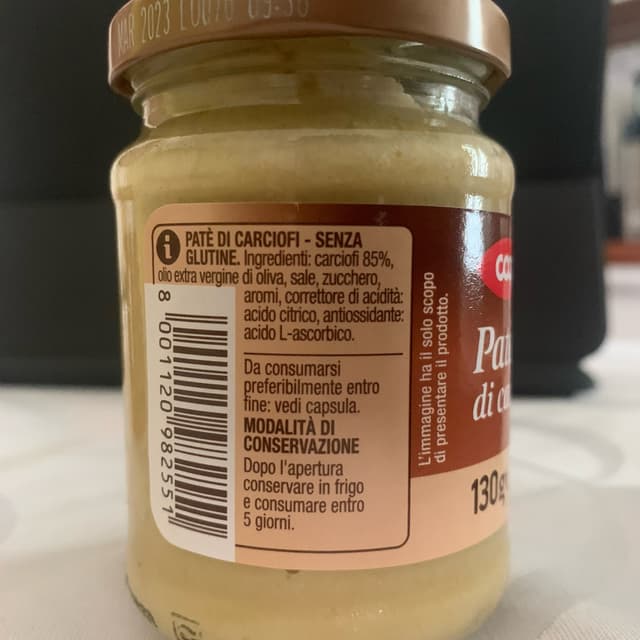 MAR 2023 L0076 09:56
PATÈ DI CARCIOFI - SENZA
GLUTINE. Ingredienti: carciofi 85%,
olio extra vergine di oliva, sale, zucchero,
aromi, correttore di acidità:
acido citrico, antiossidante:
acido L-ascorbico.
Da consumarsi
preferibilmente entro
fine: vedi capsula.
MODALITÀ DI
CONSERVAZIONE
Dopo l'apertura
conservare in frigo
e consumare entro
5 giorni.
8 001120 982551
L'immagine ha il solo scopo
di presentare il prodotto.
di
130g